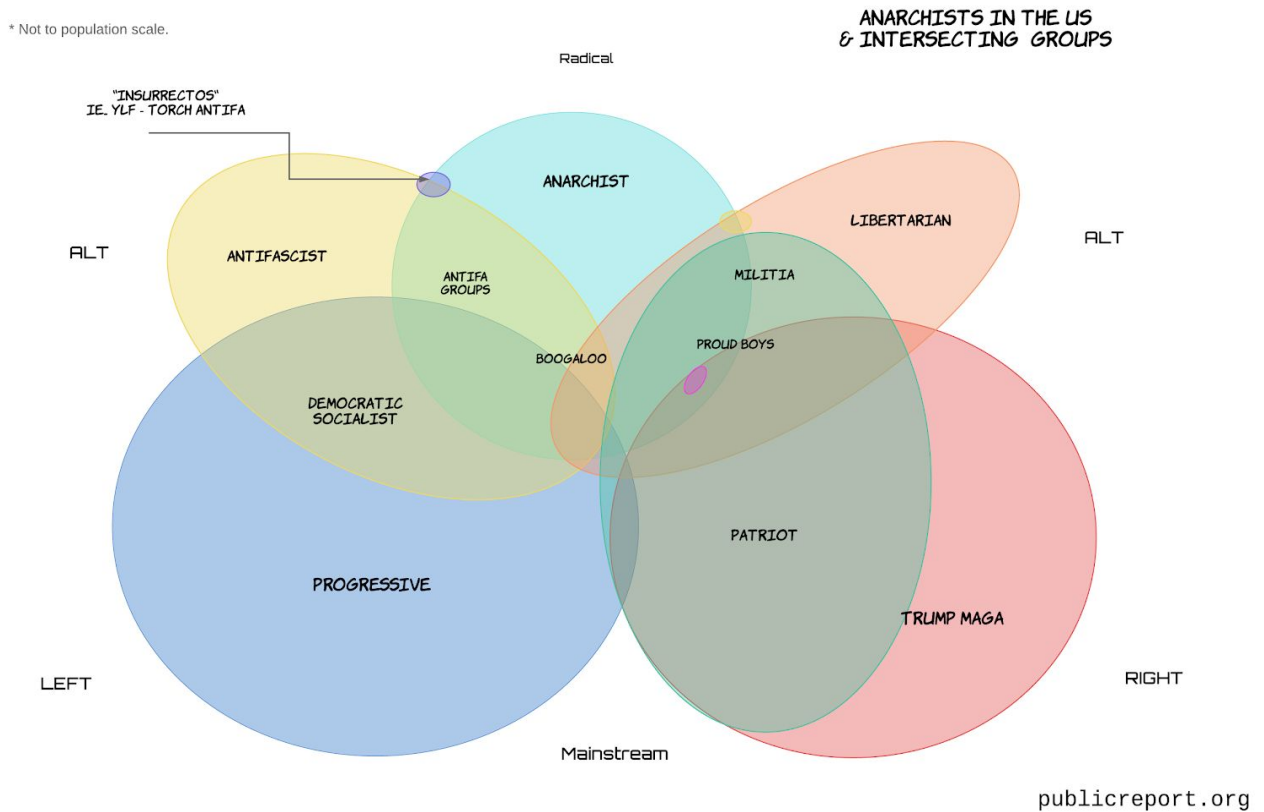 ANARCHISTS IN THE US
& INTERSECTING GROUPS
* Not to population scale.
Radical
"INSURRECTOS"
IE. YLF - TORCH ANTIFA
ANARCHIST
LIBERTARIAN
ALT
ALT
ANTIFASCIST
ANTIFA
GROUPS
MILITIA
PROUD BOYS
BOOGALOO
DEMOCRATIC
SOCIALIST
PATRIOT
PROGRESSIVE
TRUMP MAGA
LEFT
RIGHT
Mainstream
publicreport.org